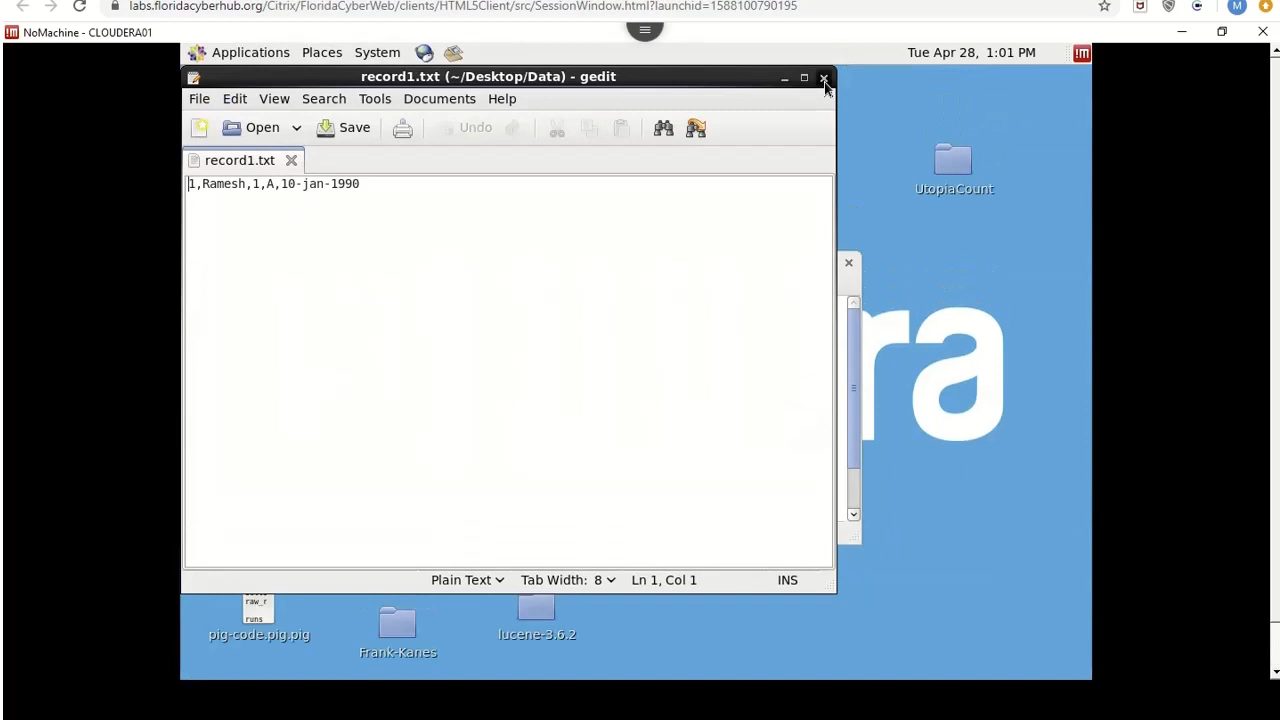 labs.floridacyberhub.org/Citrix/FloridaCyberWeb/clients/HTML5Client/src/SessionWindow.html?launchid=1588100790195
M
!M NoMachine - CLOUDERA01
Applications Places System Tue Apr 28, 1:01 PM !M
record1.txt (~/Desktop/Data) - gedit
File Edit View Search Tools Documents Help
Open Save Undo
record1.txt
1,Ramesh,1,A,10-jan-1990
UtopiaCount
ra
Plain Text Tab Width: 8 Ln 1, Col 1 INS
raw_r
runs
pig-code.pig.pig
Frank-Kanes
lucene-3.6.2